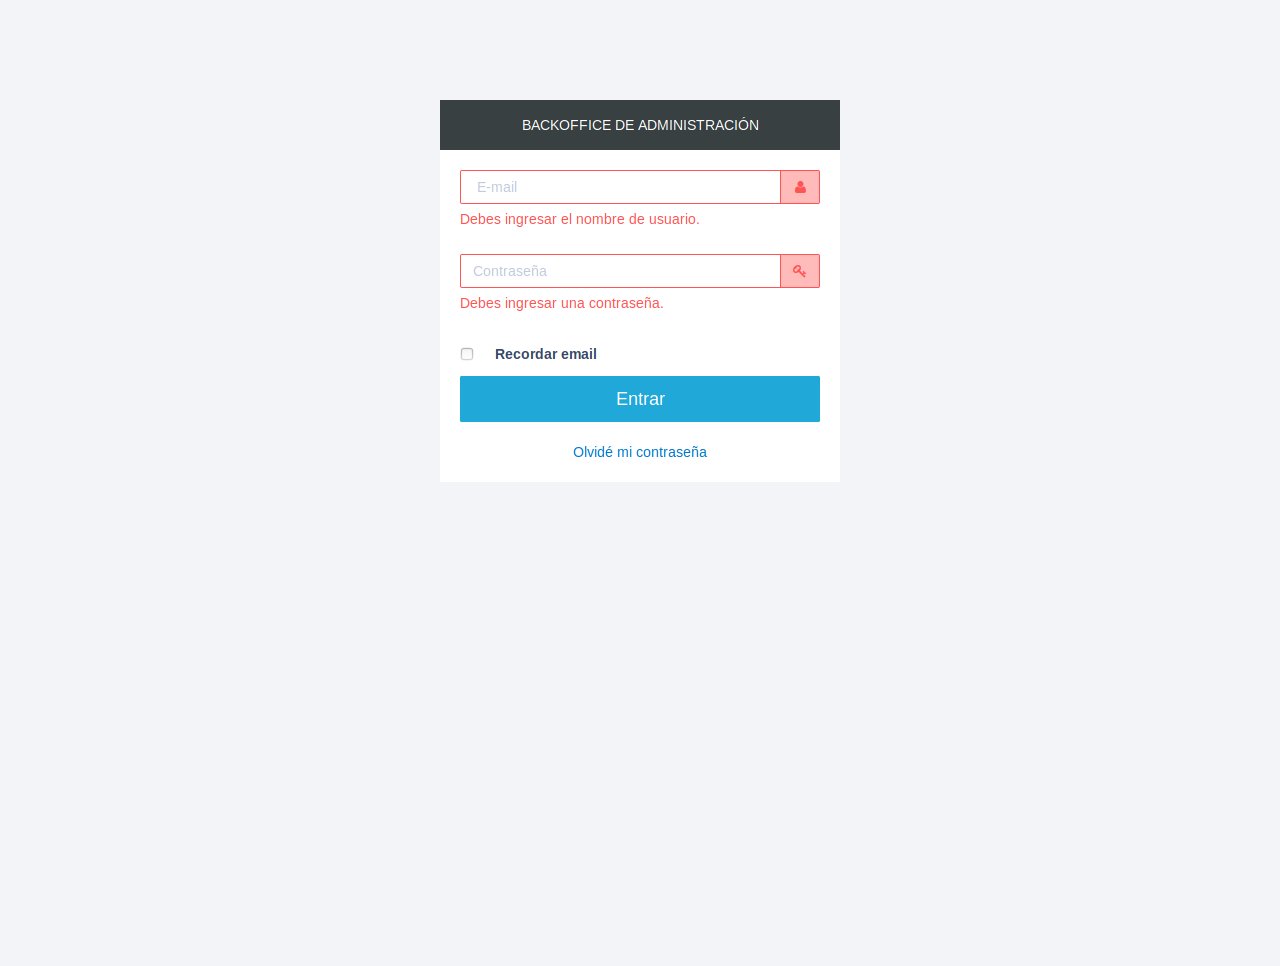 BACKOFFICE DE ADMINISTRACIÓN
E-mail
Debes ingresar el nombre de usuario.
Contraseña
Debes ingresar una contraseña.
Recordar email
Entrar
Olvidé mi contraseña